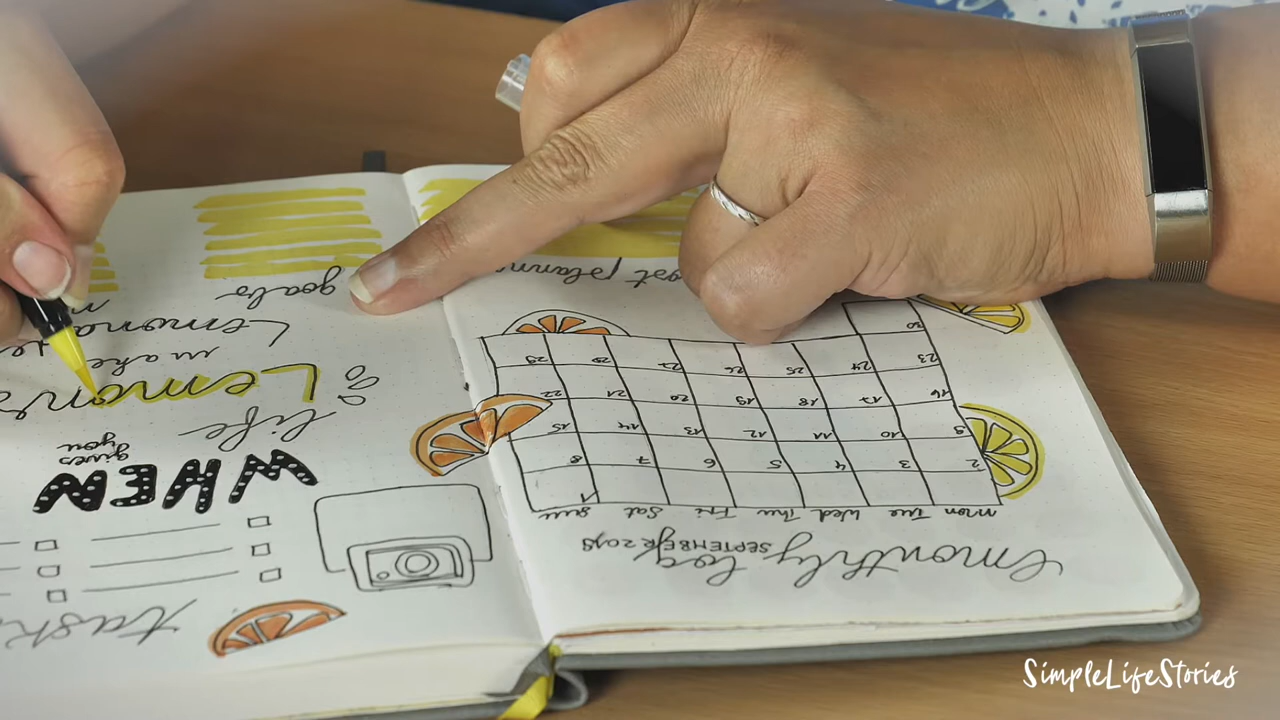 Monthly log
SEPTEMBER 2018
mon Tue Wed Thu Fri Sat sun
1
2 3 4 5 6 7 8
9 10 11 12 13 14 15
16 17 18 19 20 21 22
23 24 25 26 27 28 29
30
task
WHEN
life gives you
Lemons
make
Lemona
goals
SimpleLifeStories